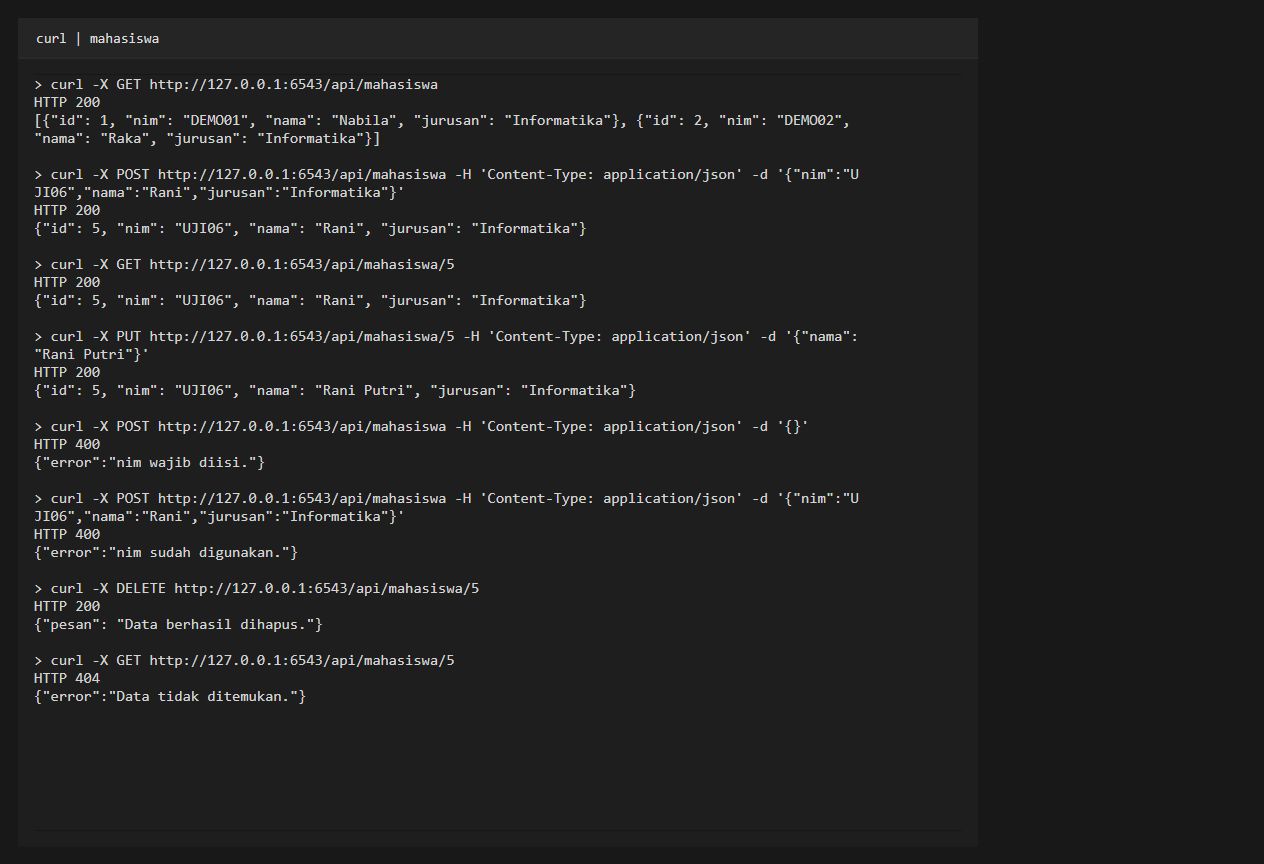 curl | mahasiswa
> curl -X GET http://127.0.0.1:6543/api/mahasiswa
HTTP 200
[{"id": 1, "nim": "DEMO01", "nama": "Nabila", "jurusan": "Informatika"}, {"id": 2, "nim": "DEMO02",
"nama": "Raka", "jurusan": "Informatika"}]
> curl -X POST http://127.0.0.1:6543/api/mahasiswa -H 'Content-Type: application/json' -d '{"nim":"U
JI06","nama":"Rani","jurusan":"Informatika"}'
HTTP 200
{"id": 5, "nim": "UJI06", "nama": "Rani", "jurusan": "Informatika"}
> curl -X GET http://127.0.0.1:6543/api/mahasiswa/5
HTTP 200
{"id": 5, "nim": "UJI06", "nama": "Rani", "jurusan": "Informatika"}
> curl -X PUT http://127.0.0.1:6543/api/mahasiswa/5 -H 'Content-Type: application/json' -d '{"nama":
"Rani Putri"}'
HTTP 200
{"id": 5, "nim": "UJI06", "nama": "Rani Putri", "jurusan": "Informatika"}
> curl -X POST http://127.0.0.1:6543/api/mahasiswa -H 'Content-Type: application/json' -d '{}'
HTTP 400
{"error":"nim wajib diisi."}
> curl -X POST http://127.0.0.1:6543/api/mahasiswa -H 'Content-Type: application/json' -d '{"nim":"U
JI06","nama":"Rani","jurusan":"Informatika"}'
HTTP 400
{"error":"nim sudah digunakan."}
> curl -X DELETE http://127.0.0.1:6543/api/mahasiswa/5
HTTP 200
{"pesan": "Data berhasil dihapus."}
> curl -X GET http://127.0.0.1:6543/api/mahasiswa/5
HTTP 404
{"error":"Data tidak ditemukan."}